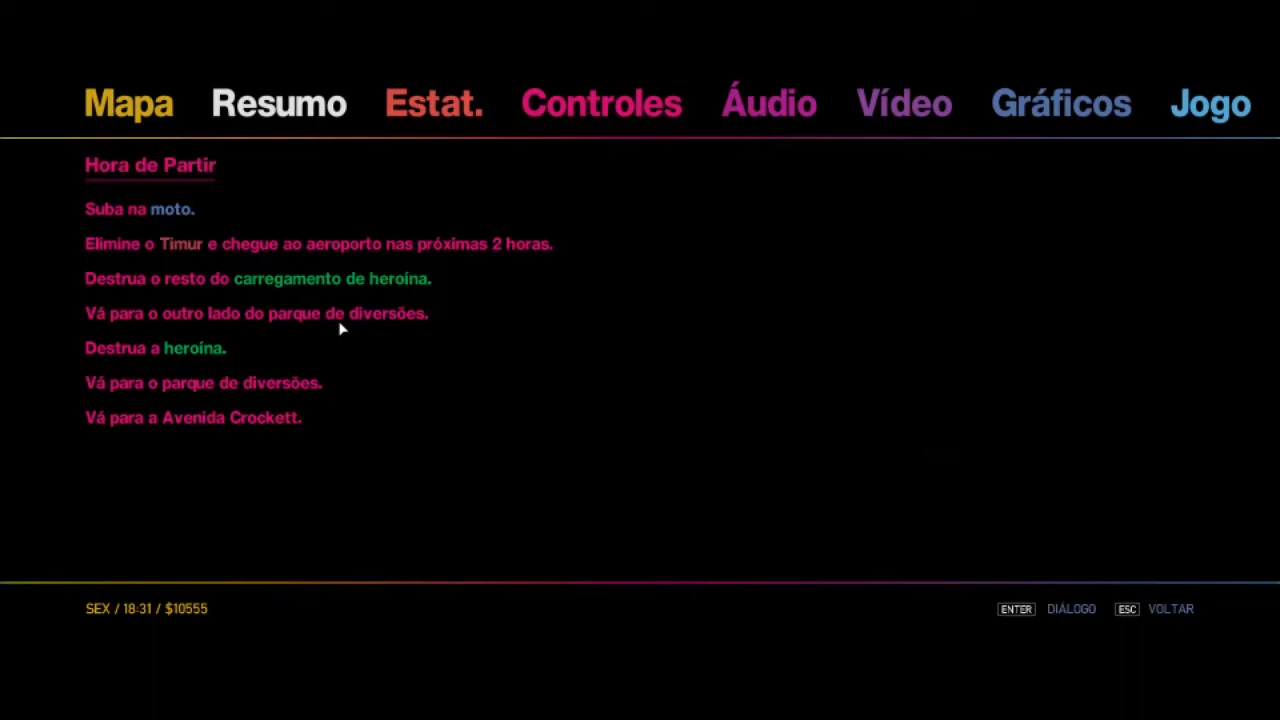 Mapa Resumo Estat. Controles Áudio Vídeo Gráficos Jogo
Hora de Partir
Suba na moto.
Elimine o Timur e chegue ao aeroporto nas próximas 2 horas.
Destrua o resto do carregamento de heroína.
Vá para o outro lado do parque de diversões.
Destrua a heroína.
Vá para o parque de diversões.
Vá para a Avenida Crockett.
SEX / 18:31 / $10555
ENTER DIÁLOGO ESC VOLTAR